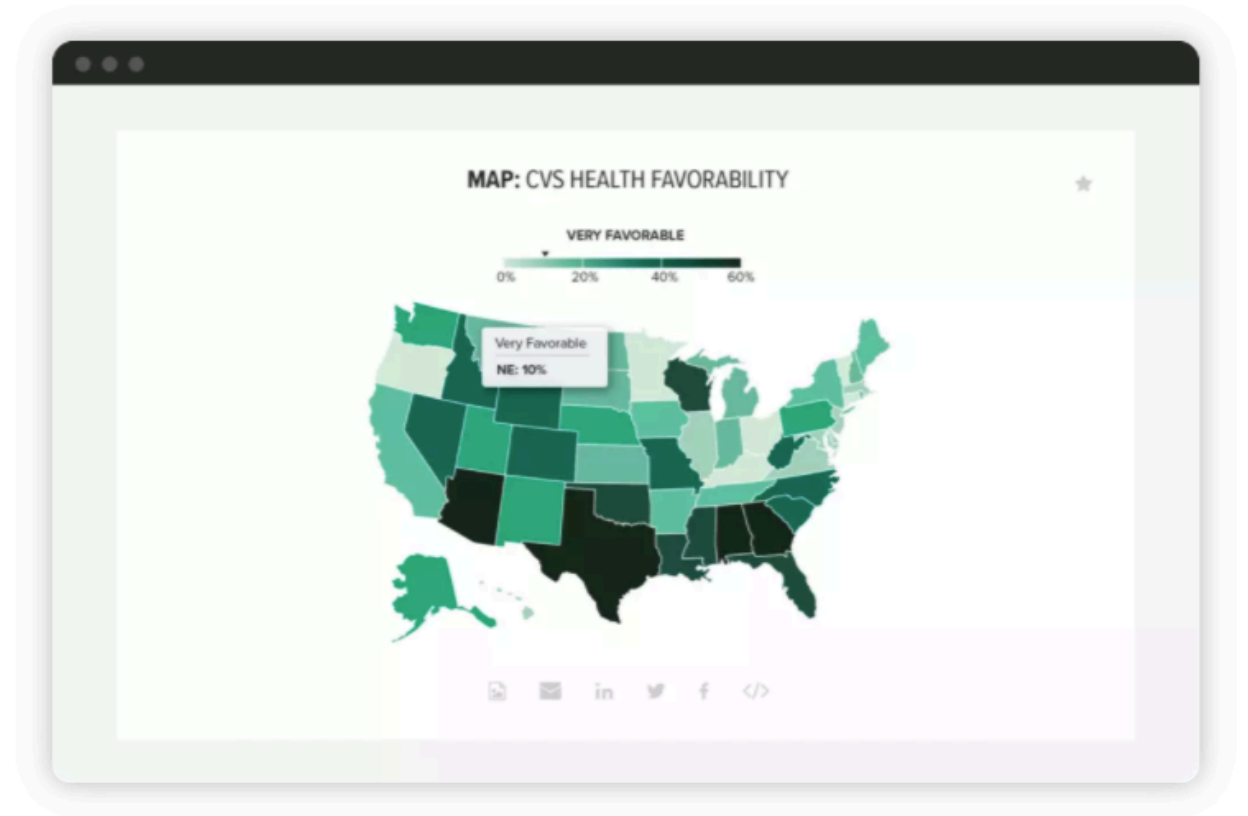 MAP: CVS HEALTH FAVORABILITY
VERY FAVORABLE
0% 20% 40% 60%
Very Favorable
NE: 10%